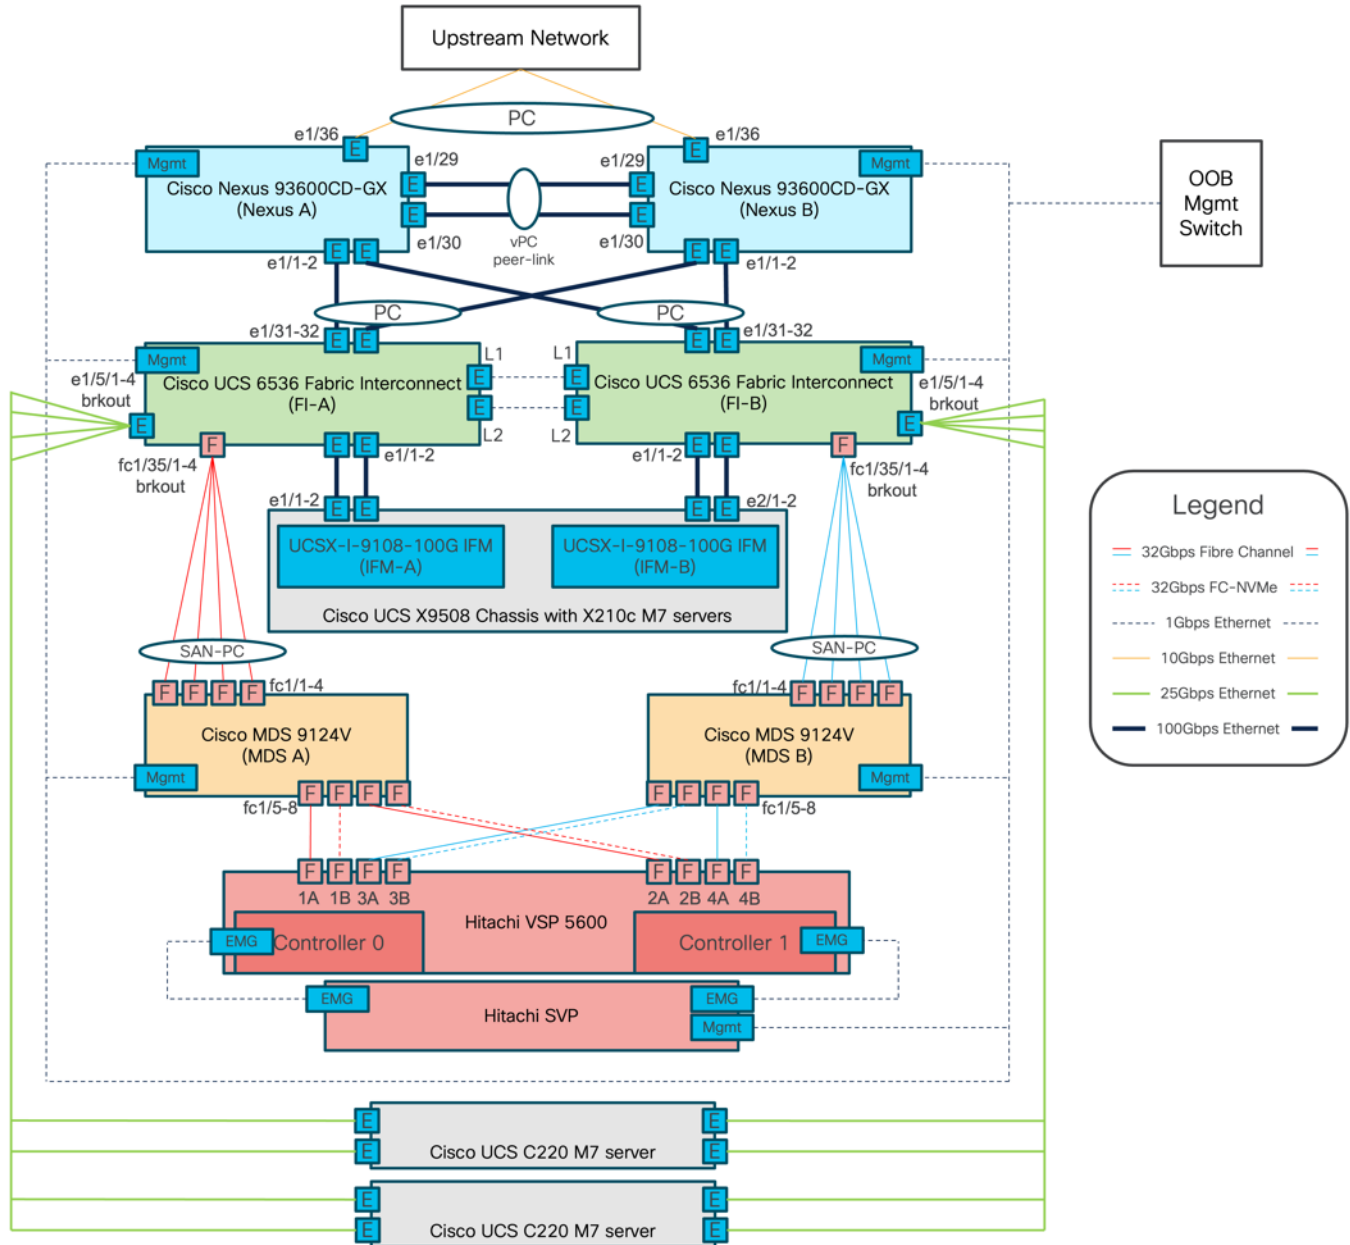 Upstream Network
PC
e1/36
e1/36
Mgmt
E
E
Mgmt
e1/29
e1/29
Cisco Nexus 93600CD-GX
(Nexus A)
E
E
Cisco Nexus 93600CD-GX
(Nexus B)
E
E
e1/30
e1/30
vPC
peer-link
OOB
Mgmt
Switch
e1/1-2
E
E
E
E
e1/1-2
PC
PC
e1/31-32
E
E
E
E
e1/31-32
Mgmt
L1
L1
Mgmt
e1/5/1-4
brkout
Cisco UCS 6536 Fabric Interconnect
(FI-A)
E
E
Cisco UCS 6536 Fabric Interconnect
(FI-B)
e1/5/1-4
brkout
E
E
E
E
L2
L2
F
E
E
e1/1-2
e1/1-2
E
E
F
fc1/35/1-4
brkout
fc1/35/1-4
brkout
e1/1-2
E
E
E
E
e2/1-2
UCSX-I-9108-100G IFM
(IFM-A)
UCSX-I-9108-100G IFM
(IFM-B)
Cisco UCS X9508 Chassis with X210c M7 servers
Legend
32Gbps Fibre Channel
32Gbps FC-NVMe
1Gbps Ethernet
10Gbps Ethernet
25Gbps Ethernet
100Gbps Ethernet
SAN-PC
SAN-PC
F
F
F
F
fc1/1-4
fc1/1-4
F
F
F
F
Cisco MDS 9124V
(MDS A)
Cisco MDS 9124V
(MDS B)
Mgmt
Mgmt
fc1/5-8
F
F
F
F
F
F
F
F
fc1/5-8
F
F
F
F
F
F
F
F
1A
1B
3A
3B
2A
2B
4A
4B
Hitachi VSP 5600
EMG
Controller 0
Controller 1
EMG
EMG
EMG
Hitachi SVP
Mgmt
E
E
E
Cisco UCS C220 M7 server
E
E
E
E
Cisco UCS C220 M7 server
E